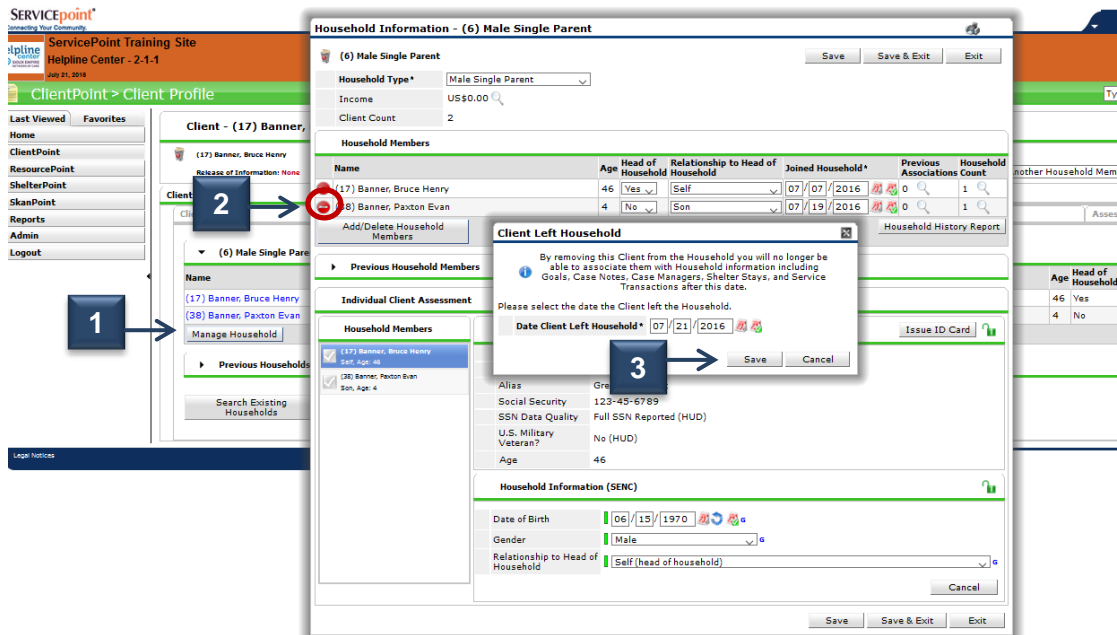 SERVICEpoint
Connecting Your Community.
ServicePoint Training Site
Helpline Center - 2-1-1
July 21, 2016
ClientPoint > Client Profile
Last Viewed Favorites
Home
ClientPoint
ResourcePoint
ShelterPoint
SkanPoint
Reports
Admin
Logout
Client - (17) Banner,
(17) Banner, Bruce Henry
Release of Information: None
(6) Male Single Pare
Name
(17) Banner, Bruce Henry
(38) Banner, Paxton Evan
Manage Household
Previous Households
Search Existing
Households
1
2
Household Information - (6) Male Single Parent
(6) Male Single Parent
Save Save & Exit Exit
Household Type* Male Single Parent
Income US$0.00
Client Count 2
Household Members
Name Age Head of Household Relationship to Head of Household Joined Household* Previous Associations Household Count
(17) Banner, Bruce Henry 46 Yes Self 07 / 07 / 2016 0 1
(38) Banner, Paxton Evan 4 No Son 07 / 19 / 2016 0 1
Add/Delete Household
Members
Household History Report
Previous Household Members
Client Left Household
By removing this Client from the Household you will no longer be
able to associate them with Household information including
Goals, Case Notes, Case Managers, Shelter Stays, and Service
Transactions after this date.
Please select the date the Client left the Household.
Date Client Left Household* 07 / 21 / 2016
Save Cancel
3
Individual Client Assessment
Household Members
(17) Banner, Bruce Henry
Self, Age: 46
(38) Banner, Paxton Evan
Son, Age: 4
Issue ID Card
Alias
Social Security 123-45-6789
SSN Data Quality Full SSN Reported (HUD)
U.S. Military
Veteran? No (HUD)
Age 46
Household Information (SENC)
Date of Birth 06 / 15 / 1970 G
Gender Male G
Relationship to Head of
Household Self (head of household) G
Cancel
Save Save & Exit Exit
nother Household Mem
Asses
Age Head of
Household
46 Yes
4 No
Legal Notices